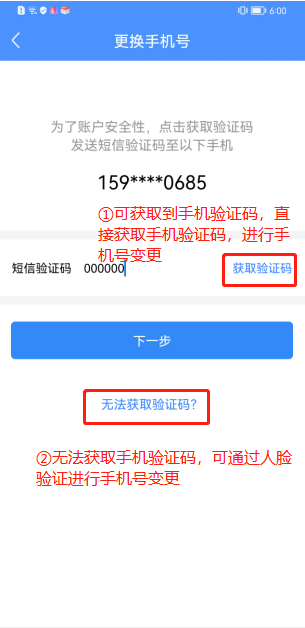 6:00
更换手机号
为了账户安全性，点击获取验证码
发送短信验证码至以下手机
159****0685
①可获取到手机验证码，直
接获取手机验证码，进行手
机号变更
短信验证码 000000 获取验证码
下一步
无法获取验证码？
②无法获取手机验证码，可通过人脸
验证进行手机号变更